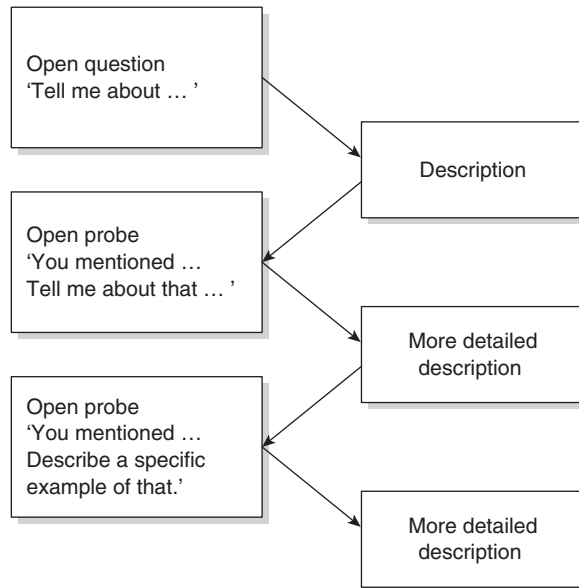 Open question
‘Tell me about … ’
Description
Open probe
‘You mentioned …
Tell me about that … ’
More detailed
description
Open probe
‘You mentioned …
Describe a specific
example of that.’
More detailed
description